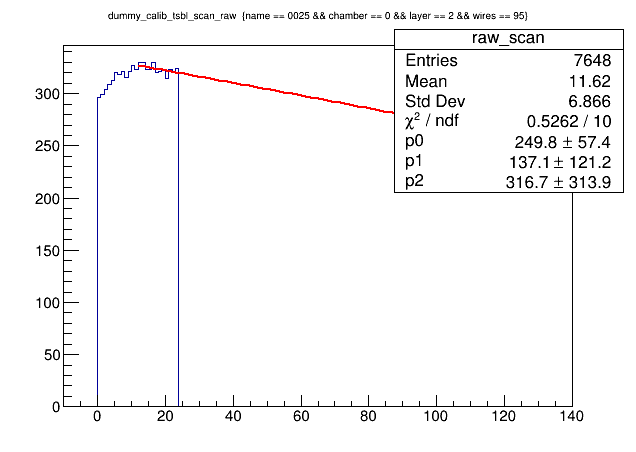 dummy_calib_tsbl_scan_raw {name == 0025 && chamber == 0 && layer == 2 && wires == 95}
raw_scan
Entries 7648
Mean 11.62
Std Dev 6.866
χ² / ndf 0.5262 / 10
p0 249.8 ± 57.4
p1 137.1 ± 121.2
p2 316.7 ± 313.9
300
250
200
150
100
50
0
0 20 40 60 80 100 120 140